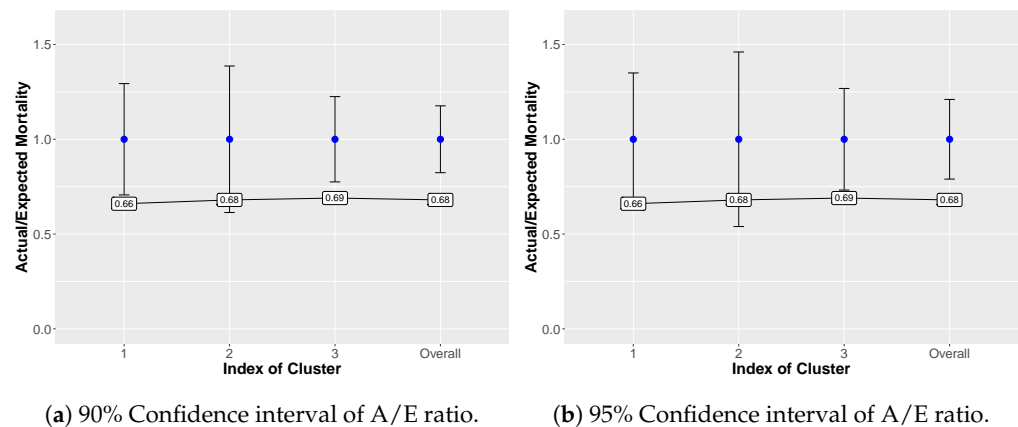 Actual/Expected Mortality
1.5
1.0
0.5
0.0
0.66
0.68
0.69
0.68
1 2 3 Overall
Index of Cluster
(a) 90% Confidence interval of A/E ratio.
Actual/Expected Mortality
1.5
1.0
0.5
0.0
0.66
0.68
0.69
0.68
1 2 3 Overall
Index of Cluster
(b) 95% Confidence interval of A/E ratio.